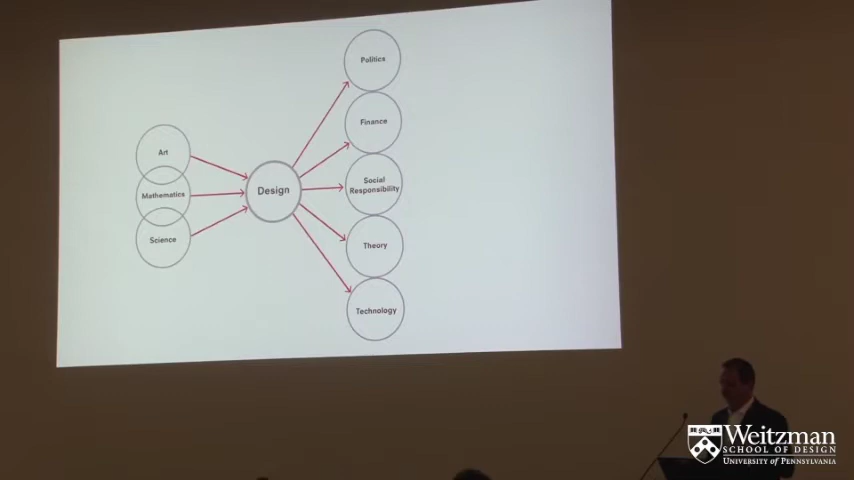 Politics
Finance
Art
Mathematics
Design
Social
Responsibility
Science
Theory
Technology
Weitzman
SCHOOL OF DESIGN
UNIVERSITY of PENNSYLVANIA